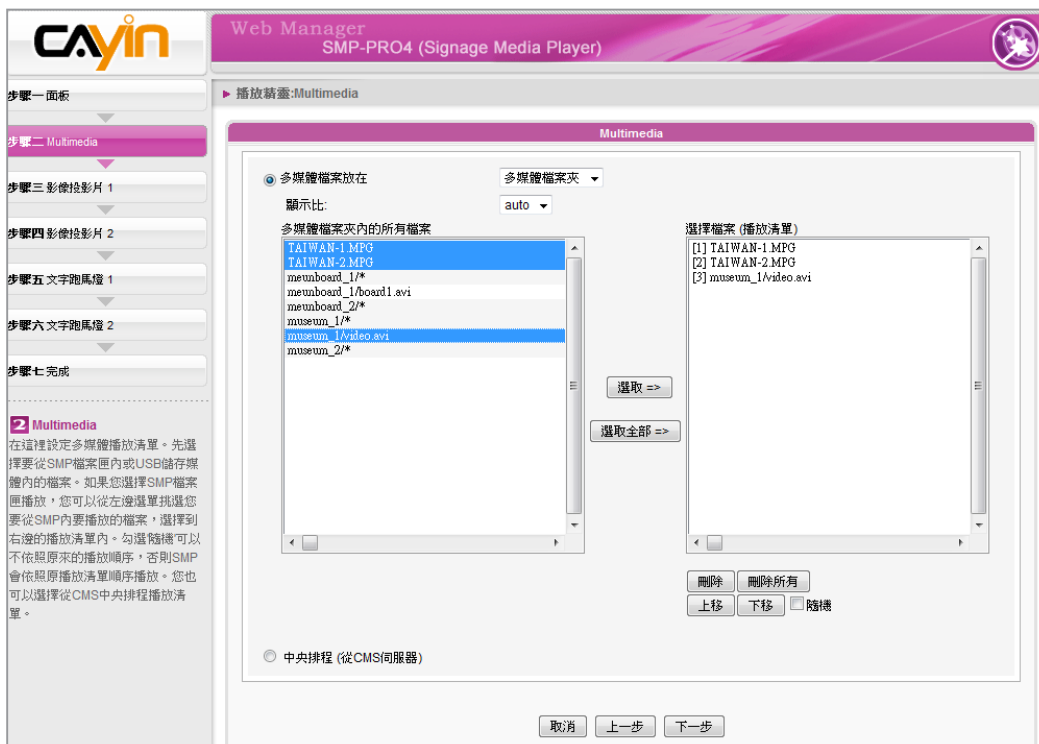 CAYIN
Web Manager
SMP-PRO4 (Signage Media Player)
步驟一 面板
步驟二 Multimedia
步驟三 影像投影片 1
步驟四 影像投影片 2
步驟五 文字跑馬燈 1
步驟六 文字跑馬燈 2
步驟七 完成
2 Multimedia
在這裡設定多媒體播放清單。先選
擇要從SMP檔案匣內或USB儲存媒
體內的檔案。如果您選擇SMP檔案
匣播放，您可以從左邊選單挑選您
要從SMP內要播放的檔案，選擇到
右邊的播放清單內。勾選'隨機'可以
不依照原來的播放順序，否則SMP
會依照原播放清單順序播放。您也
可以選擇從CMS中央排程播放清
單。
播放精靈:Multimedia
Multimedia
多媒體檔案放在 多媒體檔案夾
顯示比: auto
多媒體檔案夾內的所有檔案
TAIWAN-1.MPG
TAIWAN-2.MPG
meunboard_1/*
meunboard_1/board1.avi
meunboard_2/*
museum_1/*
museum_1/video.avi
museum_2/*
選取 =>
選取全部 =>
選擇檔案 (播放清單)
[1] TAIWAN-1.MPG
[2] TAIWAN-2.MPG
[3] museum_1/video.avi
刪除 刪除所有
上移 下移 隨機
中央排程 (從CMS伺服器)
取消 上一步 下一步